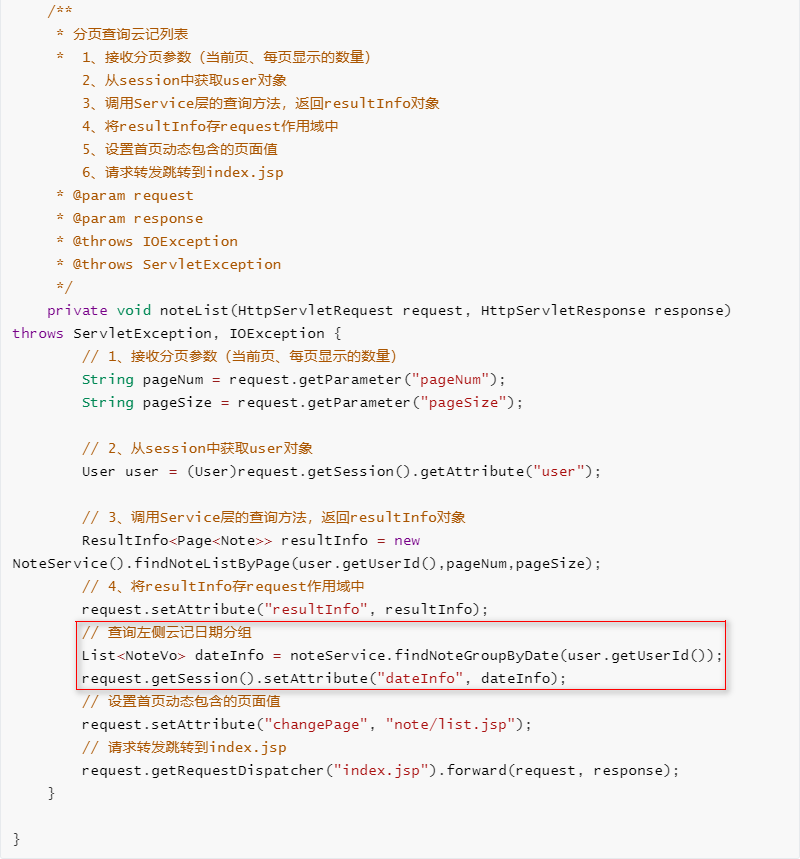 /**
* 分页查询云记列表
*  1、接收分页参数（当前页、每页显示的数量）
2、从session中获取user对象
3、调用Service层的查询方法，返回resultInfo对象
4、将resultInfo存request作用域中
5、设置首页动态包含的页面值
6、请求转发跳转到index.jsp
* @param request
* @param response
* @throws IOException
* @throws ServletException
*/
private void noteList(HttpServletRequest request, HttpServletResponse response)
throws ServletException, IOException {
// 1、接收分页参数（当前页、每页显示的数量）
String pageNum = request.getParameter("pageNum");
String pageSize = request.getParameter("pageSize");
// 2、从session中获取user对象
User user = (User)request.getSession().getAttribute("user");
// 3、调用Service层的查询方法，返回resultInfo对象
ResultInfo<Page<Note>> resultInfo = new
NoteService().findNoteListByPage(user.getUserId(),pageNum,pageSize);
// 4、将resultInfo存request作用域中
request.setAttribute("resultInfo", resultInfo);
// 查询左侧云记日期分组
List<NoteVo> dateInfo = noteService.findNoteGroupByDate(user.getUserId());
request.getSession().setAttribute("dateInfo", dateInfo);
// 设置首页动态包含的页面值
request.setAttribute("changePage", "note/list.jsp");
// 请求转发跳转到index.jsp
request.getRequestDispatcher("index.jsp").forward(request, response);
}
}